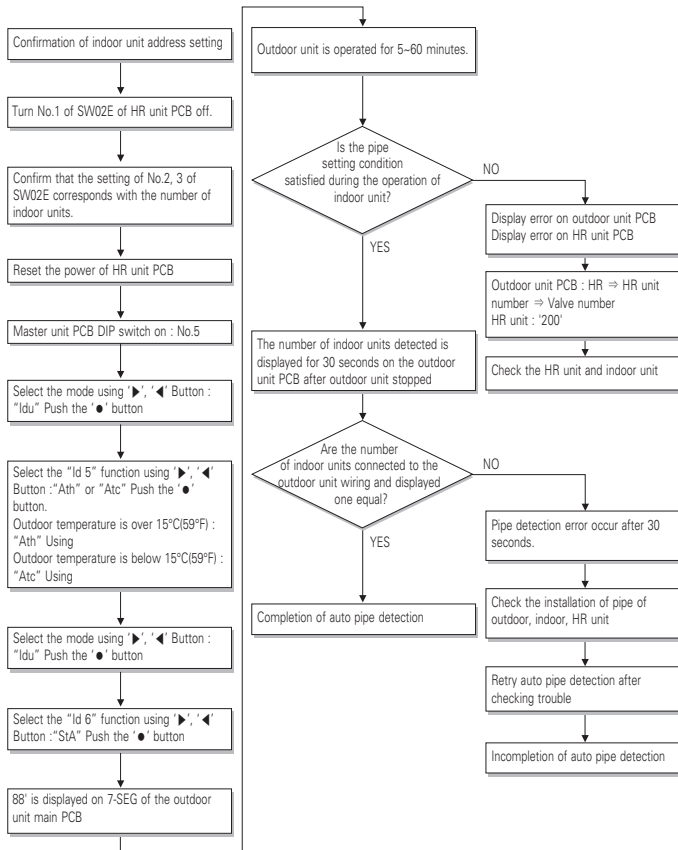 Confirmation of indoor unit address setting
Turn No.1 of SW02E of HR unit PCB off.
Confirm that the setting of No.2, 3 of
SW02E corresponds with the number of
indoor units.
Reset the power of HR unit PCB
Master unit PCB DIP switch on : No.5
Select the mode using '▶', '◀' Button :
"Idu" Push the '●' button
Select the "Id 5" function using '▶', '◀'
Button :"Ath" or "Atc" Push the '●'
button.
Outdoor temperature is over 15°C(59°F) :
"Ath" Using
Outdoor temperature is below 15°C(59°F) :
"Atc" Using
Select the mode using '▶', '◀' Button :
"Idu" Push the '●' button
Select the "Id 6" function using '▶', '◀'
Button :"StA" Push the '●' button
88' is displayed on 7-SEG of the outdoor
unit main PCB
Outdoor unit is operated for 5~60 minutes.
Is the pipe
setting condition
satisfied during the operation of
indoor unit?
NO
YES
Display error on outdoor unit PCB
Display error on HR unit PCB
Outdoor unit PCB : HR ⇒ HR unit
number ⇒ Valve number
HR unit : '200'
Check the HR unit and indoor unit
The number of indoor units detected is
displayed for 30 seconds on the outdoor
unit PCB after outdoor unit stopped
Are the number
of indoor units connected to the
outdoor unit wiring and displayed
one equal?
NO
YES
Pipe detection error occur after 30
seconds.
Check the installation of pipe of
outdoor, indoor, HR unit
Retry auto pipe detection after
checking trouble
Incompletion of auto pipe detection
Completion of auto pipe detection